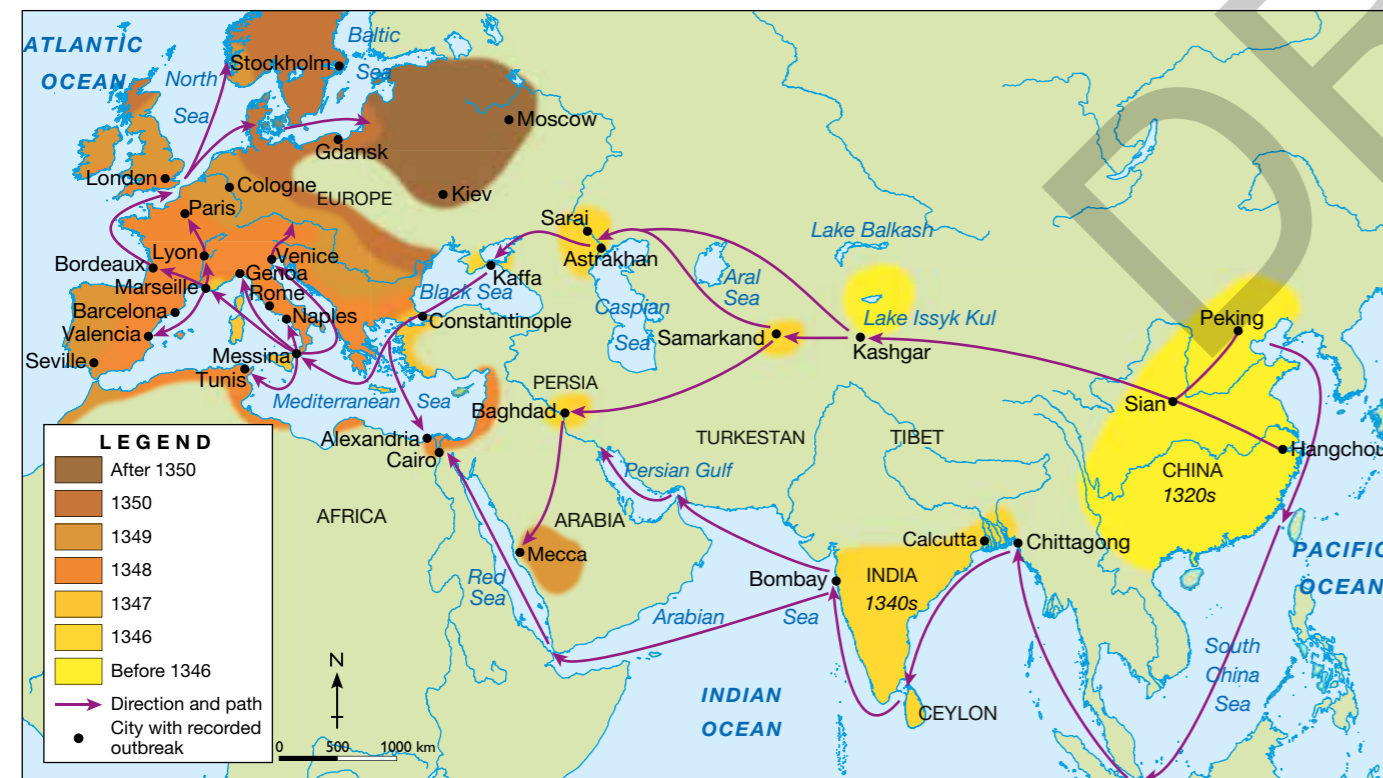 ATLANTIC
OCEAN
North
Sea
Baltic
Sea
Stockholm
Moscow
Gdansk
London
Cologne
EUROPE
Kiev
Paris
Sarai
Lake Balkash
Lyon
Venice
Astrakhan
Bordeaux
Genoa
Kaffa
Aral
Sea
Marseille
Rome
Black Sea
Caspian
Sea
Lake Issyk Kul
Peking
Barcelona
Naples
Constantinople
Samarkand
Kashgar
Valencia
Seville
Messina
Tunis
PERSIA
Mediterranean Sea
Baghdad
Sian
Alexandria
TURKESTAN
TIBET
Cairo
Persian Gulf
Hangchou
CHINA
1320s
AFRICA
ARABIA
Mecca
Calcutta
Chittagong
PACIFIC
OCEAN
Red
Sea
Bombay
INDIA
1340s
Arabian Sea
South
China
Sea
INDIAN
OCEAN
CEYLON
LEGEND
After 1350
1350
1349
1348
1347
1346
Before 1346
Direction and path
City with recorded
outbreak
N
0 500 1000 km